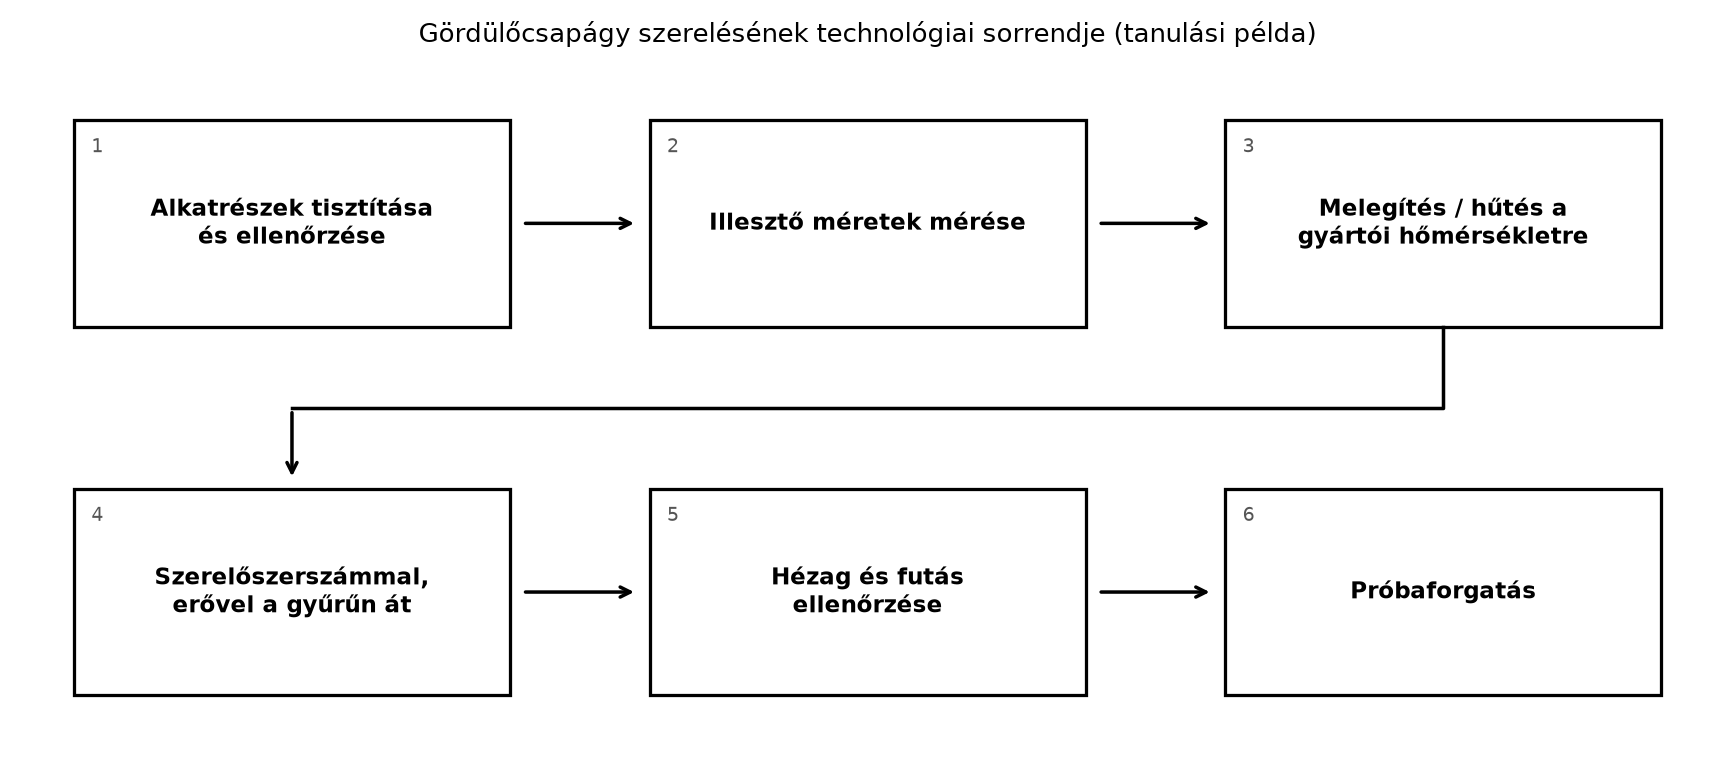 Gördülőcsapágy szerelésének technológiai sorrendje (tanulási példa)
1
Alkatrészek tisztítása
és ellenőrzése
2
Illesztő méretek mérése
3
Melegítés / hűtés a
gyártói hőmérsékletre
4
Szerelőszerszámmal,
erővel a gyűrűn át
5
Hézag és futás
ellenőrzése
6
Próbaforgatás